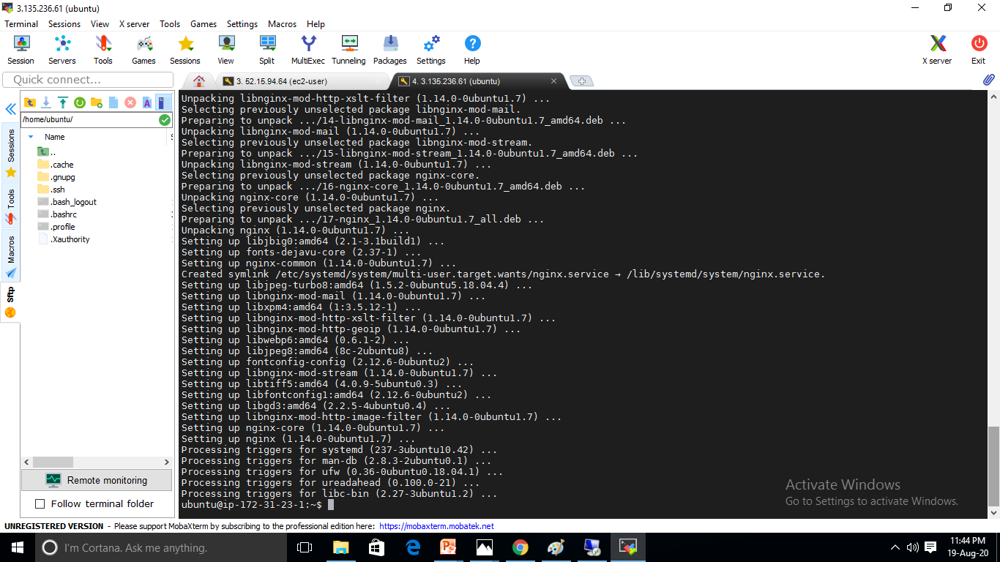 3.135.236.61 (ubuntu)
Terminal Sessions View X server Tools Games Settings Macros Help
Session Servers Tools Games Sessions View Split MultiExec Tunneling Packages Settings Help X server Exit
Quick connect...
3. 52.15.94.64 (ec2-user)
4. 3.135.236.61 (ubuntu)
Sessions
Tools
Macros
Sftp
/home/ubuntu/
Name
..
.cache
.gnupg
.ssh
.bash_logout
.bashrc
.profile
.Xauthority
Remote monitoring
Follow terminal folder
Unpacking libnginx-mod-http-xslt-filter (1.14.0-0ubuntu1.7) ...
Selecting previously unselected package libnginx-mod-mail.
Preparing to unpack .../14-libnginx-mod-mail_1.14.0-0ubuntu1.7_amd64.deb ...
Unpacking libnginx-mod-mail (1.14.0-0ubuntu1.7) ...
Selecting previously unselected package libnginx-mod-stream.
Preparing to unpack .../15-libnginx-mod-stream_1.14.0-0ubuntu1.7_amd64.deb ...
Unpacking libnginx-mod-stream (1.14.0-0ubuntu1.7) ...
Selecting previously unselected package nginx-core.
Preparing to unpack .../16-nginx-core_1.14.0-0ubuntu1.7_amd64.deb ...
Unpacking nginx-core (1.14.0-0ubuntu1.7) ...
Selecting previously unselected package nginx.
Preparing to unpack .../17-nginx_1.14.0-0ubuntu1.7_all.deb ...
Unpacking nginx (1.14.0-0ubuntu1.7) ...
Setting up libjbig0:amd64 (2.1-3.1build1) ...
Setting up fonts-dejavu-core (2.37-1) ...
Setting up nginx-common (1.14.0-0ubuntu1.7) ...
Created symlink /etc/systemd/system/multi-user.target.wants/nginx.service → /lib/systemd/system/nginx.service.
Setting up libjpeg-turbo8:amd64 (1.5.2-0ubuntu5.18.04.4) ...
Setting up libnginx-mod-mail (1.14.0-0ubuntu1.7) ...
Setting up libxpm4:amd64 (1:3.5.12-1) ...
Setting up libnginx-mod-http-xslt-filter (1.14.0-0ubuntu1.7) ...
Setting up libnginx-mod-http-geoip (1.14.0-0ubuntu1.7) ...
Setting up libwebp6:amd64 (0.6.1-2) ...
Setting up libjpeg8:amd64 (8c-2ubuntu8) ...
Setting up fontconfig-config (2.12.6-0ubuntu2) ...
Setting up libnginx-mod-stream (1.14.0-0ubuntu1.7) ...
Setting up libtiff5:amd64 (4.0.9-5ubuntu0.3) ...
Setting up libfontconfig1:amd64 (2.12.6-0ubuntu2) ...
Setting up libgd3:amd64 (2.2.5-4ubuntu0.4) ...
Setting up libnginx-mod-http-image-filter (1.14.0-0ubuntu1.7) ...
Setting up nginx-core (1.14.0-0ubuntu1.7) ...
Setting up nginx (1.14.0-0ubuntu1.7) ...
Processing triggers for systemd (237-3ubuntu10.42) ...
Processing triggers for man-db (2.8.3-2ubuntu0.1) ...
Processing triggers for ufw (0.36-0ubuntu0.18.04.1) ...
Processing triggers for ureadahead (0.100.0-21) ...
Processing triggers for libc-bin (2.27-3ubuntu1.2) ...
ubuntu@ip-172-31-23-1:~$
Activate Windows
Go to Settings to activate Windows.
UNREGISTERED VERSION - Please support MobaXterm by subscribing to the professional edition here: https://mobaxterm.mobatek.net
I'm Cortana. Ask me anything.
11:44 PM
19-Aug-20